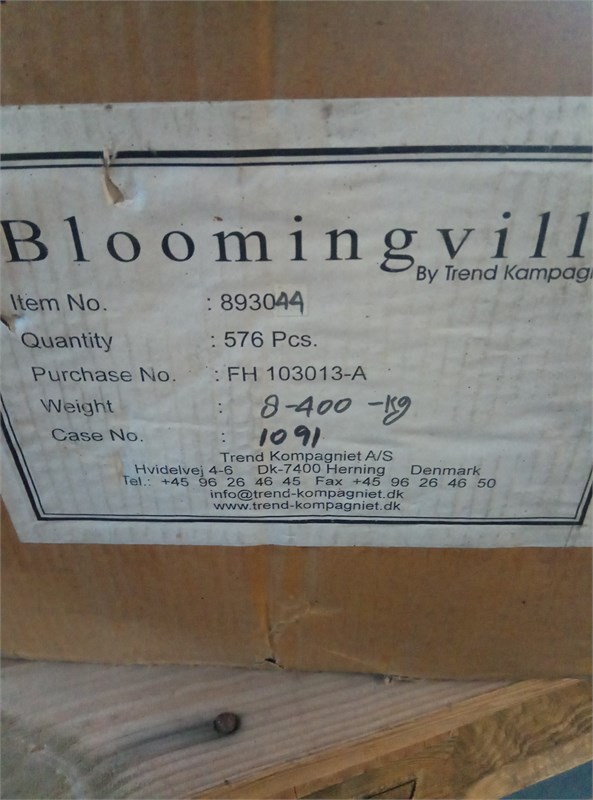 Bloomingvill
By Trend Kampagn
Item No. : 893044
Quantity : 576 Pcs.
Purchase No. : FH 103013-A
Weight : 8-400 -kg
Case No. : 1091
Trend Kompagniet A/S
Hvidelvej 4-6 Dk-7400 Herning Denmark
Tel.: +45 96 26 46 45 Fax +45 96 26 46 50
info@trend-kompagniet.dk
www.trend-kompagniet.dk